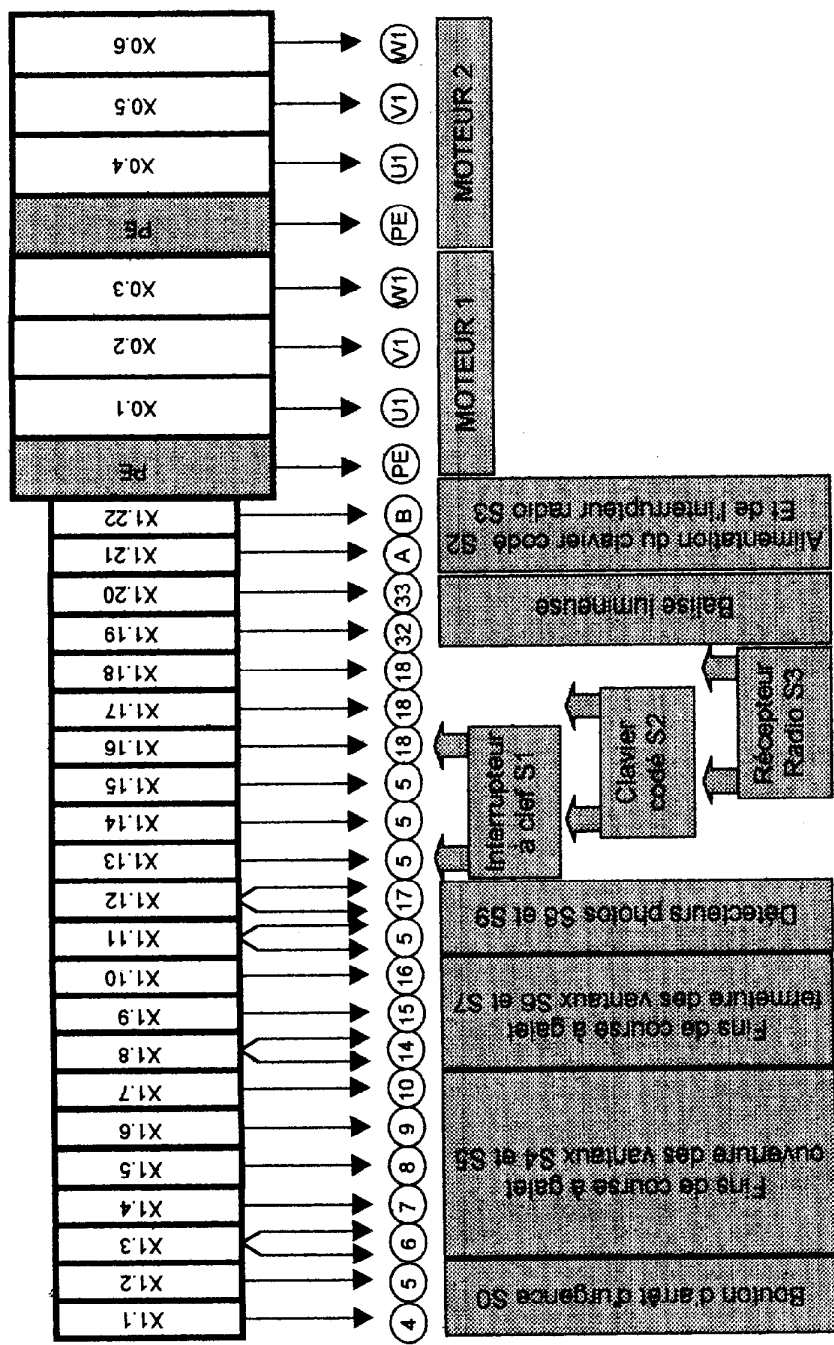 X1.1
X1.2
X1.3
X1.4
X1.5
X1.6
X1.7
X1.8
X1.9
X1.10
X1.11
X1.12
X1.13
X1.14
X1.15
X1.16
X1.17
X1.18
X1.19
X1.20
X1.21
X1.22
PE
X0.1
X0.2
X0.3
PE
X0.4
X0.5
X0.6
4
5
6
7
8
9
10
14
15
16
5
17
5
5
5
18
18
18
32
33
A
B
PE
U1
V1
W1
PE
U1
V1
W1
Bouton d'arrêt d'urgence S0
Fins de course à galet
ouverture des vantaux S4 et S5
Fins de course à galet
fermeture des vantaux S6 et S7
Détecteurs photos S8 et S9
Interrupteur
à clef S1
Clavier
codé S2
Récepteur
Radio S3
Balise lumineuse
Alimentation du clavier codé S2
Et de l'interrupteur radio S3
MOTEUR 1
MOTEUR 2